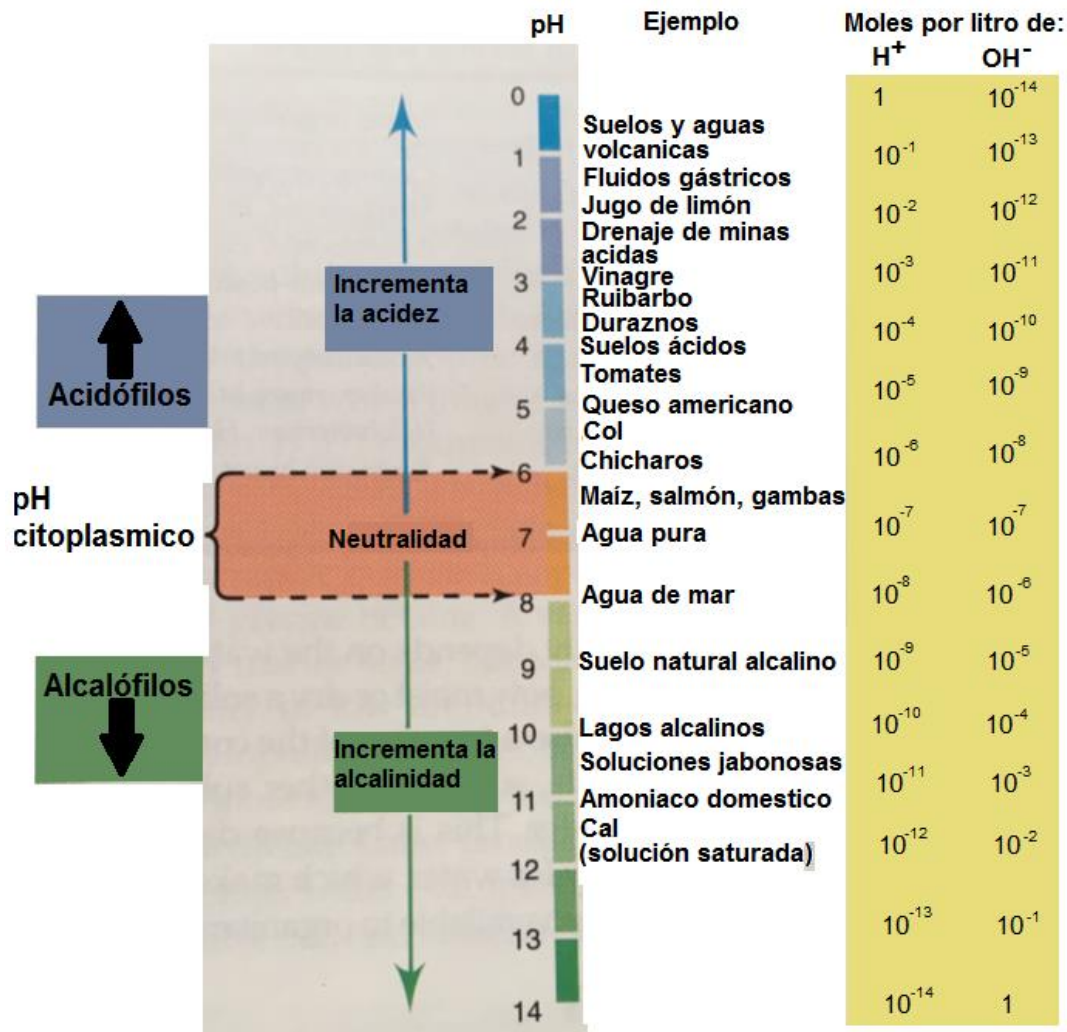 pH Ejemplo Moles por litro de:
H⁺ OH⁻
0 1 10⁻¹⁴
Suelos y aguas
volcanicas
1 10⁻¹ 10⁻¹³
Fluidos gástricos
Jugo de limón
2 10⁻² 10⁻¹²
Drenaje de minas
acidas
Vinagre
3 10⁻³ 10⁻¹¹
Incrementa
la acidez
Ruibarbo
Duraznos
4 10⁻⁴ 10⁻¹⁰
Suelos ácidos
Acidófilos
Tomates
10⁻⁵ 10⁻⁹
5
Queso americano
Col
Chicharos
10⁻⁶ 10⁻⁸
6
pH
citoplasmico
Maíz, salmón, gambas
Neutralidad
7 Agua pura 10⁻⁷ 10⁻⁷
8 Agua de mar 10⁻⁸ 10⁻⁶
Alcalófilos
9 Suelo natural alcalino 10⁻⁹ 10⁻⁵
10 Lagos alcalinos 10⁻¹⁰ 10⁻⁴
Incrementa la
alcalinidad
Soluciones jabonosas
11 10⁻¹¹ 10⁻³
Amoniaco domestico
Cal
(solución saturada)
12 10⁻¹² 10⁻²
13 10⁻¹³ 10⁻¹
14 10⁻¹⁴ 1